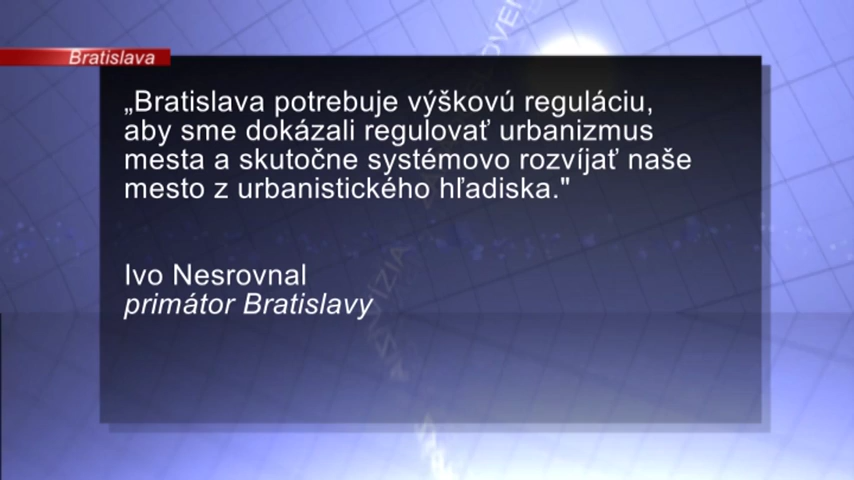 Bratislava
„Bratislava potrebuje výškovú reguláciu,
aby sme dokázali regulovať urbanizmus
mesta a skutočne systémovo rozvíjať naše
mesto z urbanistického hľadiska."
Ivo Nesrovnal
primátor Bratislavy